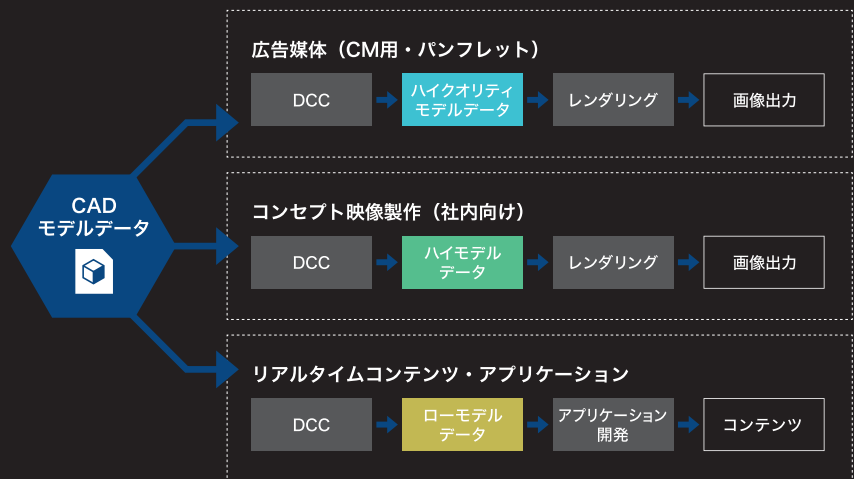 広告媒体（CM用・パンフレット）
DCC
ハイクオリティ
モデルデータ
レンダリング
画像出力
CAD
モデルデータ
コンセプト映像製作（社内向け）
DCC
ハイモデル
データ
レンダリング
画像出力
リアルタイムコンテンツ・アプリケーション
DCC
ローモデル
データ
アプリケーション
開発
コンテンツ